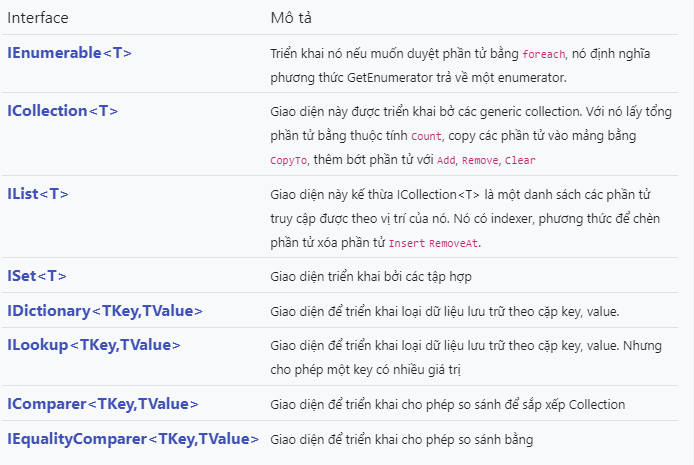 Interface Mô tả
IEnumerable<T> Triển khai nó nếu muốn duyệt phần tử bằng foreach, nó định nghĩa
phương thức GetEnumerator trả về một enumerator.
ICollection<T> Giao diện này được triển khai bở các generic collection. Với nó lấy tổng
phần tử bằng thuộc tính Count, copy các phần tử vào mảng bằng
CopyTo, thêm bớt phần tử với Add, Remove, Clear
IList<T> Giao diện này kế thừa ICollection<T> là một danh sách các phần tử
truy cập được theo vị trí của nó. Nó có indexer, phương thức để chèn
phần tử xóa phần tử Insert RemoveAt.
ISet<T> Giao diện triển khai bởi các tập hợp
IDictionary<TKey,TValue> Giao diện để triển khai loại dữ liệu lưu trữ theo cặp key, value.
ILookup<TKey,TValue> Giao diện để triển khai loại dữ liệu lưu trữ theo cặp key, value. Nhưng
cho phép một key có nhiều giá trị
IComparer<TKey,TValue> Giao diện để triển khai cho phép so sánh để sắp xếp Collection
IEqualityComparer<TKey,TValue> Giao diện để triển khai cho phép so sánh bằng